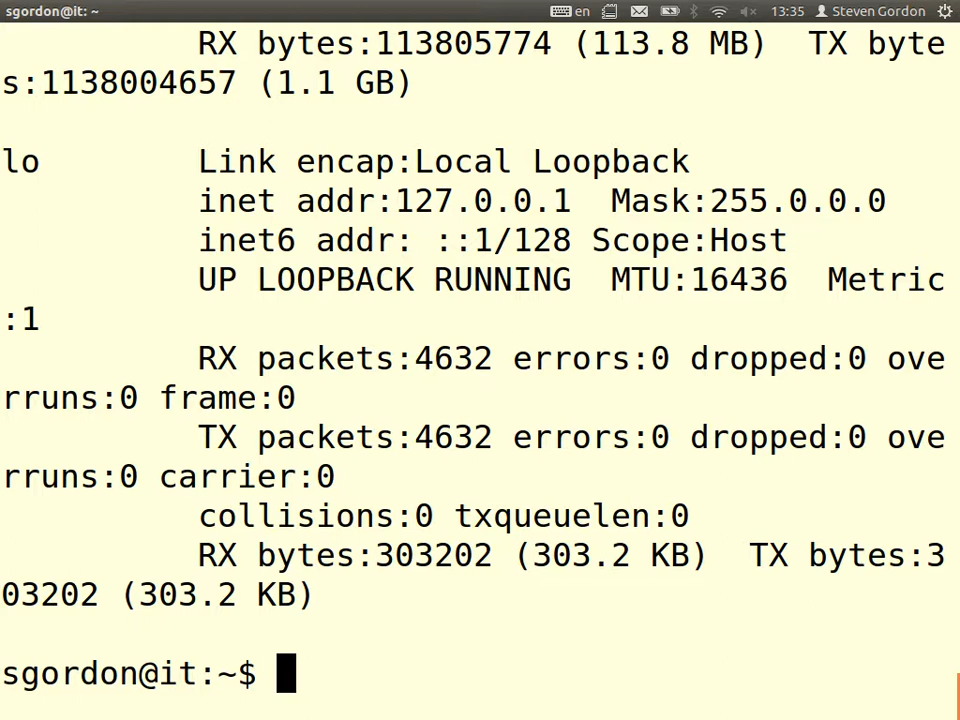 sgordon@it: ~ en 13:35 Steven Gordon
RX bytes:113805774 (113.8 MB)  TX byte
s:1138004657 (1.1 GB)
lo        Link encap:Local Loopback
inet addr:127.0.0.1  Mask:255.0.0.0
inet6 addr: ::1/128 Scope:Host
UP LOOPBACK RUNNING  MTU:16436  Metric
:1
RX packets:4632 errors:0 dropped:0 ove
rruns:0 frame:0
TX packets:4632 errors:0 dropped:0 ove
rruns:0 carrier:0
collisions:0 txqueuelen:0
RX bytes:303202 (303.2 KB)  TX bytes:3
03202 (303.2 KB)
sgordon@it:~$